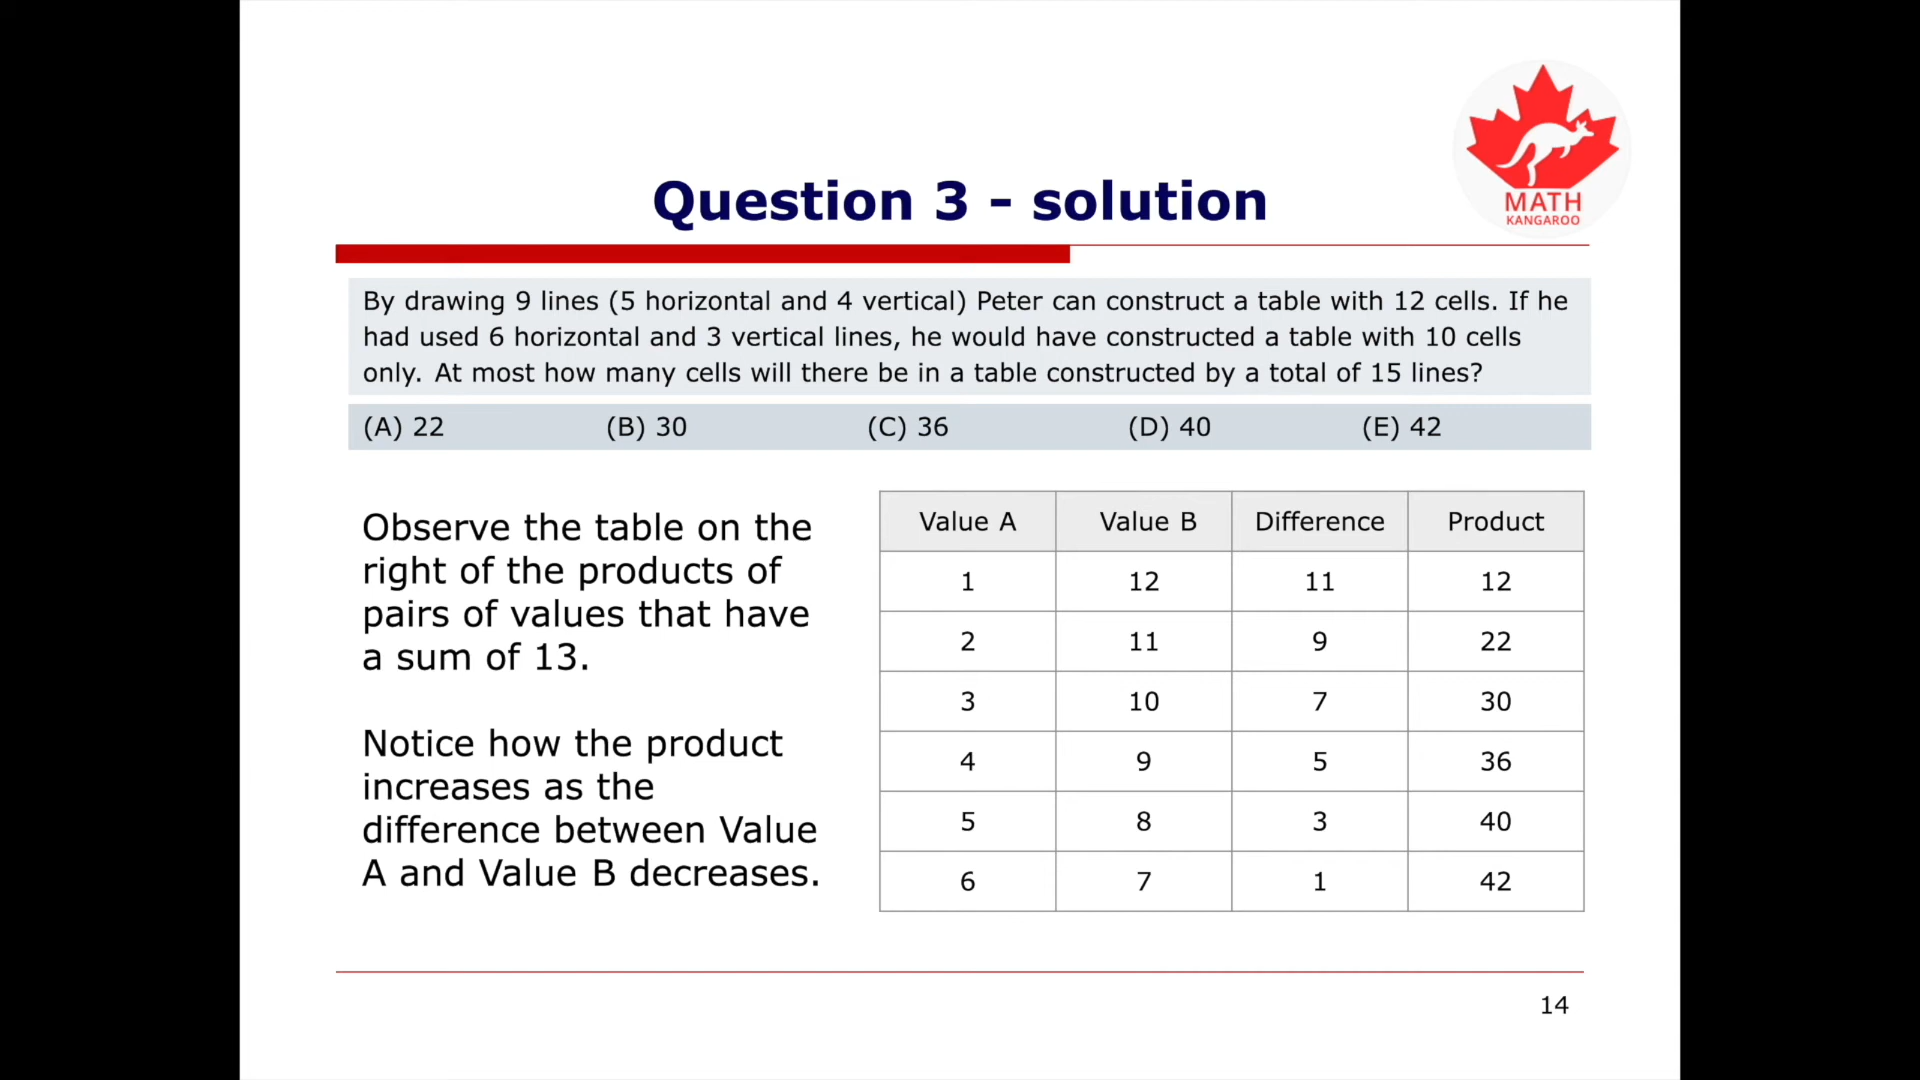 MATH
KANGAROO
Question 3 – solution
By drawing 9 lines (5 horizontal and 4 vertical) Peter can construct a table with 12 cells. If he
had used 6 horizontal and 3 vertical lines, he would have constructed a table with 10 cells
only. At most how many cells will there be in a table constructed by a total of 15 lines?
(A) 22 (B) 30 (C) 36 (D) 40 (E) 42
Observe the table on the
right of the products of
pairs of values that have
a sum of 13.
Notice how the product
increases as the
difference between Value
A and Value B decreases.
Value A Value B Difference Product
1 12 11 12
2 11 9 22
3 10 7 30
4 9 5 36
5 8 3 40
6 7 1 42
14